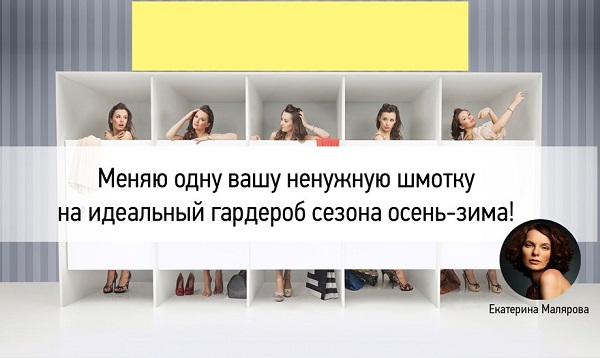 Меняю одну вашу ненужную шмотку
на идеальный гардероб сезона осень-зима!
Екатерина Малярова